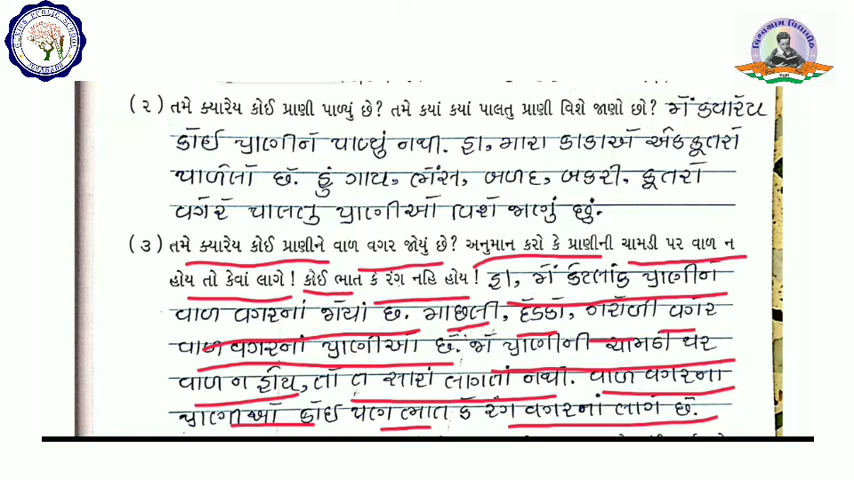 (૨) તમે ક્યારેય કોઈ પ્રાણી પાળ્યું છે? તમે કયાં કયાં પાલતુ પ્રાણી વિશે જાણો છો? મેં ક્યારેય
કોઈ પ્રાણીને પાળ્યું નથી. હા, મારા કાકાએ એક કૂતરો
પાળેલો છે. હું ગાય, ભેંસ, બળદ, બકરી, કૂતરો
વગેરે પાલતુ પ્રાણીઓ વિશે જાણું છું.
(૩) તમે ક્યારેય કોઈ પ્રાણીને વાળ વગર જોયું છે? અનુમાન કરો કે પ્રાણીની ચામડી પર વાળ ન
હોય તો કેવાં લાગે! કોઈ ભાત કે રંગ નહિ હોય! હા, મેં કેટલાંક પ્રાણીને
વાળ વગરનાં જોયાં છે. માછલી, દેડકો, ગરોળી વગેરે
વાળ વગરનાં પ્રાણીઓ છે. જો પ્રાણીની ચામડી પર
વાળ ન હોય, તો તે સારાં લાગતાં નથી. વાળ વગરના
પ્રાણીઓ કોઈ પણ ભાત કે રંગ વગરનાં લાગે છે.